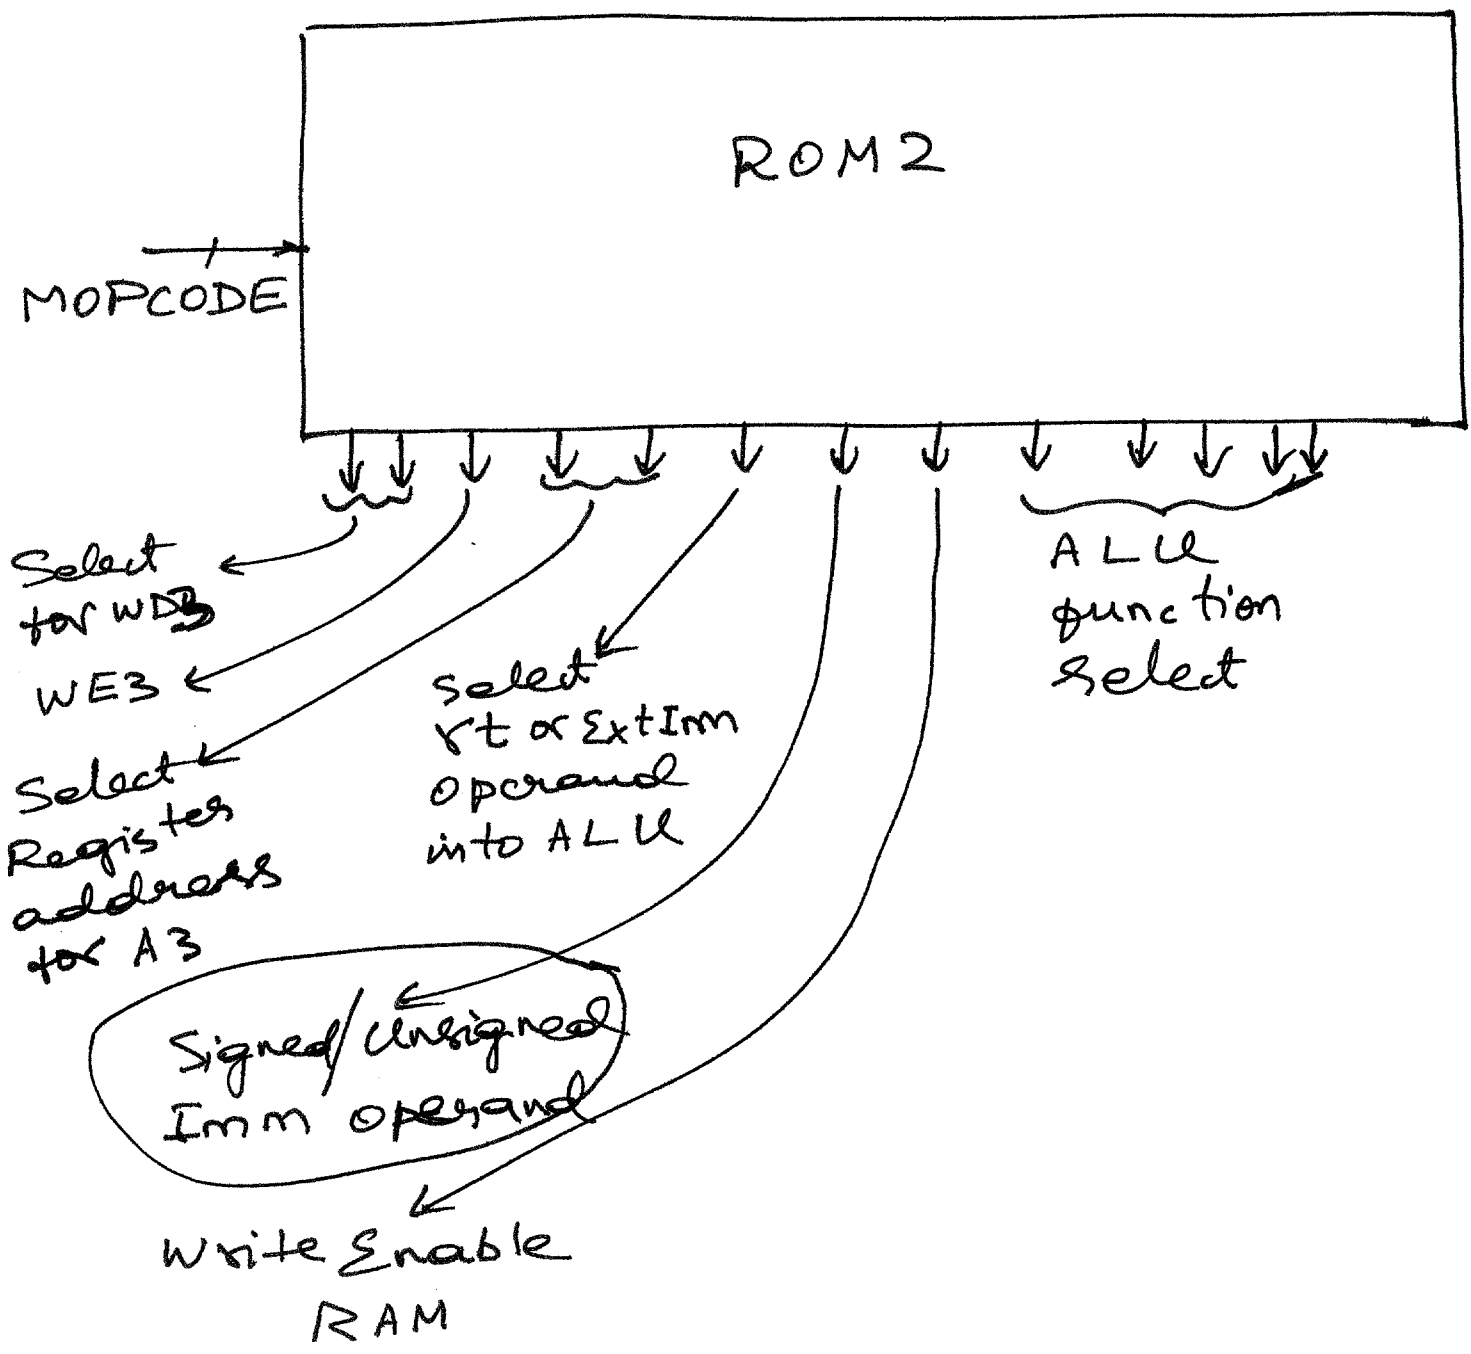 ROM2
MOPCODE
Select
for WD3
WE3
Select
Register
address
for A3
Select
rt or ExtImm
operand
into ALU
Signed/Unsigned
Imm operand
Write Enable
RAM
ALU
function
Select